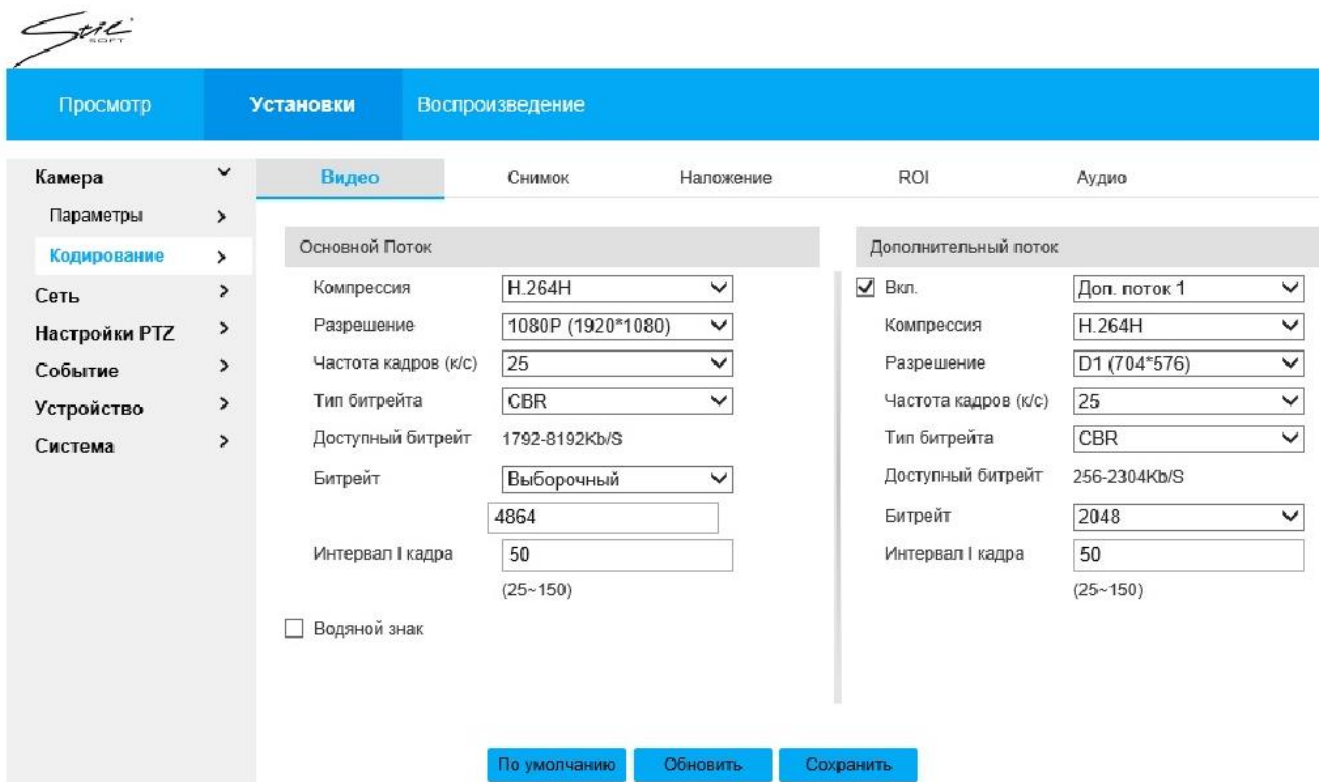 Stil
SOFT
Просмотр
Установки
Воспроизведение
Камера
Параметры
Кодирование
Сеть
Настройки PTZ
Событие
Устройство
Система
Видео
Снимок
Наложение
ROI
Аудио
Основной Поток
Компрессия H.264H
Разрешение 1080P (1920*1080)
Частота кадров (к/с) 25
Тип битрейта CBR
Доступный битрейт 1792-8192Kb/S
Битрейт Выборочный
4864
Интервал I кадра 50
(25~150)
Водяной знак
Дополнительный поток
Вкл. Доп. поток 1
Компрессия H.264H
Разрешение D1 (704*576)
Частота кадров (к/с) 25
Тип битрейта CBR
Доступный битрейт 256-2304Kb/S
Битрейт 2048
Интервал I кадра 50
(25~150)
По умолчанию
Обновить
Сохранить